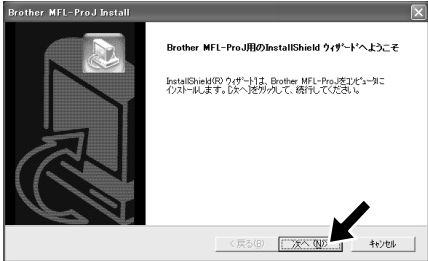 Brother MFL-ProJ Install
Brother MFL-ProJ用のInstallShield ウィザードへようこそ
InstallShield(R) ウィザードは、Brother MFL-ProJをコンピュータに
インストールします。[次へ]をクリックして、続行してください。
< 戻る(B)
次へ (N) >
キャンセル